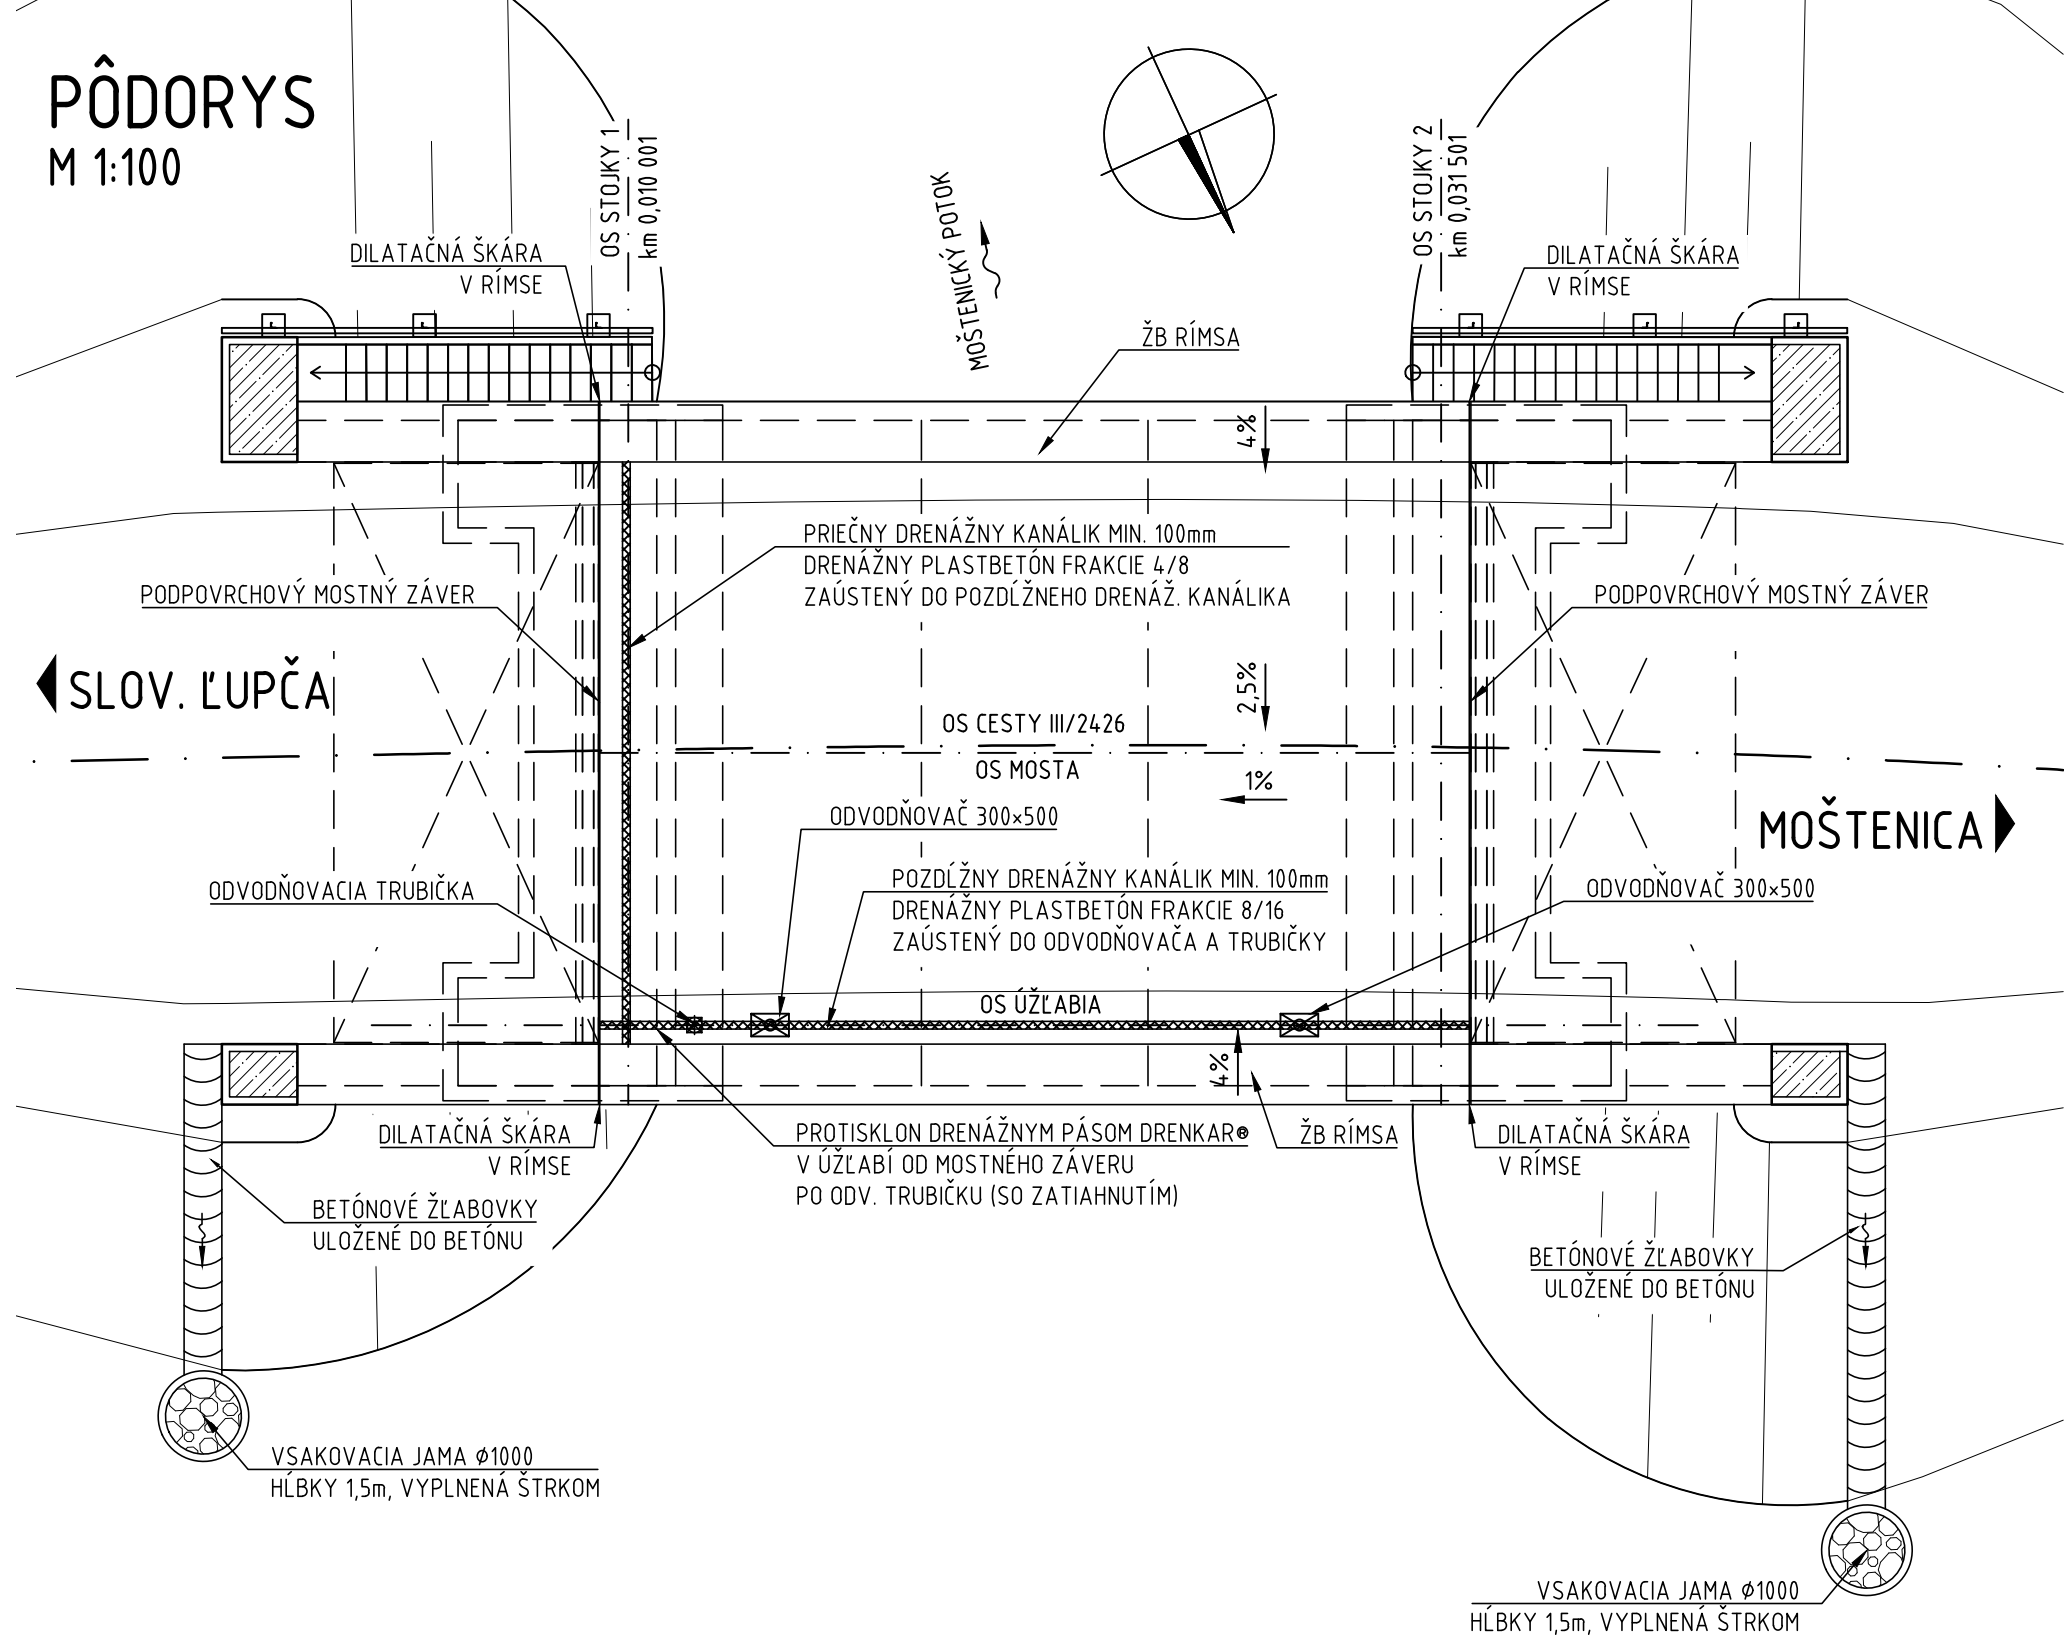 PÔDORYS
M 1:100
OS STOJKY 1
km 0,010 001
OS STOJKY 2
km 0,031 501
MOŠTENICKÝ POTOK
DILATAČNÁ ŠKÁRA
V RÍMSE
DILATAČNÁ ŠKÁRA
V RÍMSE
ŽB RÍMSA
4%
PRIEČNY DRENÁŽNY KANÁLIK MIN. 100mm
DRENÁŽNY PLASTBETÓN FRAKCIE 4/8
ZAÚSTENÝ DO POZDĹŽNEHO DRENÁŽ. KANÁLIKA
PODPOVRCHOVÝ MOSTNÝ ZÁVER
PODPOVRCHOVÝ MOSTNÝ ZÁVER
SLOV. ĽUPČA
2,5%
OS CESTY III/2426
OS MOSTA
1%
MOŠTENICA
ODVODŇOVAČ 300×500
ODVODŇOVACIA TRUBIČKA
POZDĹŽNY DRENÁŽNY KANÁLIK MIN. 100mm
DRENÁŽNY PLASTBETÓN FRAKCIE 8/16
ZAÚSTENÝ DO ODVODŇOVAČA A TRUBIČKY
ODVODŇOVAČ 300×500
OS ÚŽĽABIA
4%
DILATAČNÁ ŠKÁRA
V RÍMSE
PROTISKLON DRENÁŽNYM PÁSOM DRENKAR®
V ÚŽĽABÍ OD MOSTNÉHO ZÁVERU
PO ODV. TRUBIČKU (SO ZATIAHNUTÍM)
ŽB RÍMSA
DILATAČNÁ ŠKÁRA
V RÍMSE
BETÓNOVÉ ŽĽABOVKY
ULOŽENÉ DO BETÓNU
BETÓNOVÉ ŽĽABOVKY
ULOŽENÉ DO BETÓNU
VSAKOVACIA JAMA ϕ1000
HĹBKY 1,5m, VYPLNENÁ ŠTRKOM
VSAKOVACIA JAMA ϕ1000
HĹBKY 1,5m, VYPLNENÁ ŠTRKOM